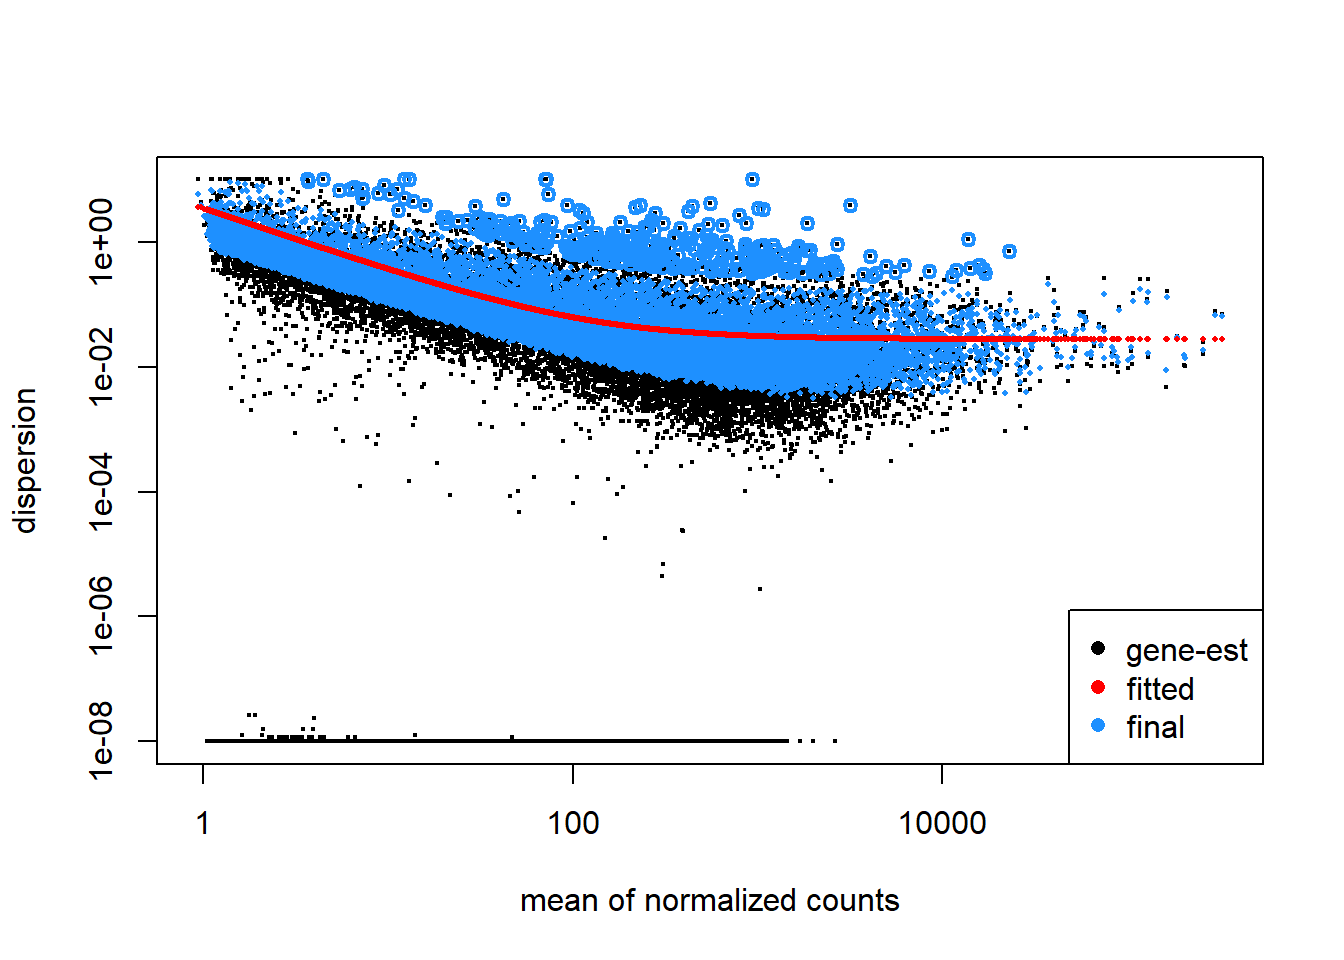 dispersion
1e+00
1e-02
1e-04
1e-06
1e-08
gene-est
fitted
final
1
100
10000
mean of normalized counts